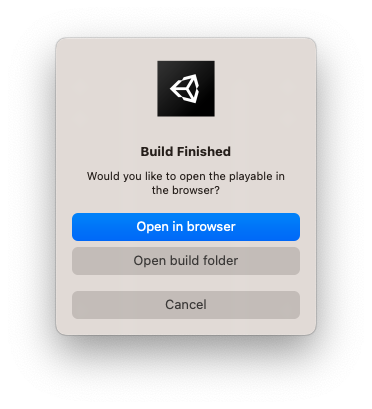 Build Finished
Would you like to open the playable in
the browser?
Open in browser
Open build folder
Cancel